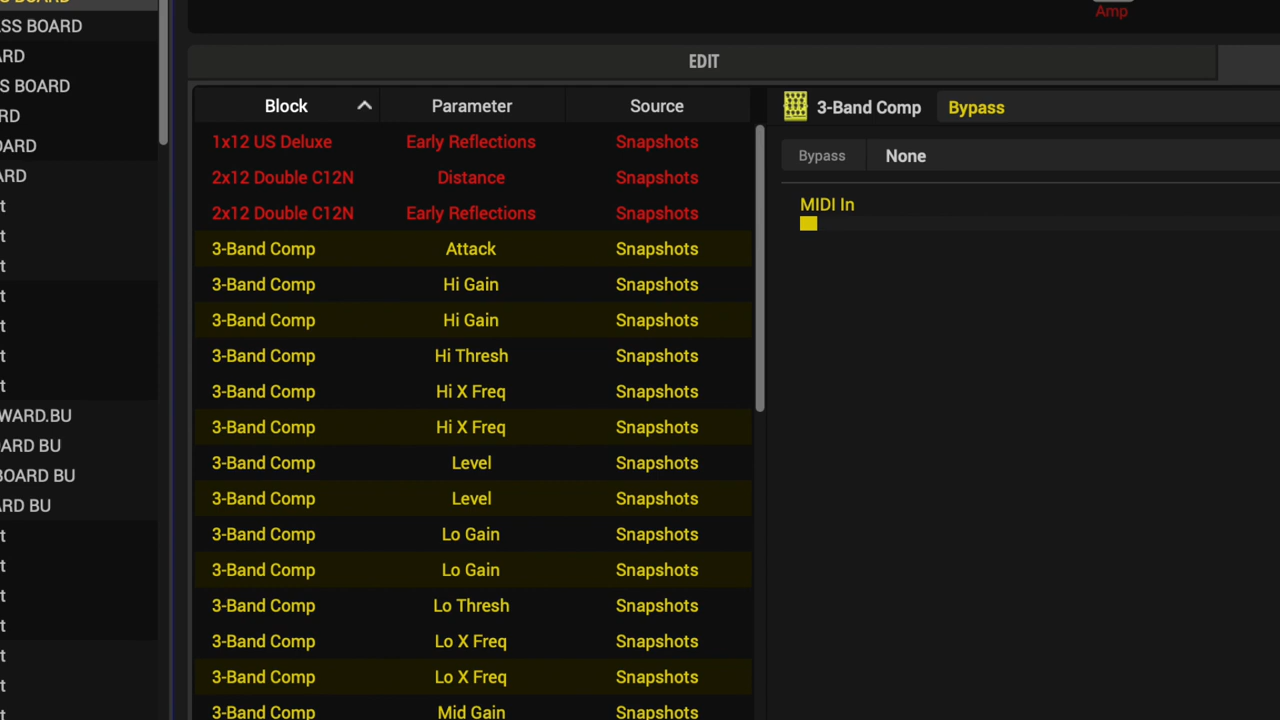 S BOARD
Amp
ASS BOARD
ARD
S BOARD
RD
OARD
ARD
t
t
t
t
t
t
t
WARD.BU
ARD BU
BOARD BU
RD BU
t
t
t
t
t
t
t
EDIT
Block Parameter Source
1x12 US Deluxe Early Reflections Snapshots
2x12 Double C12N Distance Snapshots
2x12 Double C12N Early Reflections Snapshots
3-Band Comp Attack Snapshots
3-Band Comp Hi Gain Snapshots
3-Band Comp Hi Gain Snapshots
3-Band Comp Hi Thresh Snapshots
3-Band Comp Hi X Freq Snapshots
3-Band Comp Hi X Freq Snapshots
3-Band Comp Level Snapshots
3-Band Comp Level Snapshots
3-Band Comp Lo Gain Snapshots
3-Band Comp Lo Gain Snapshots
3-Band Comp Lo Thresh Snapshots
3-Band Comp Lo X Freq Snapshots
3-Band Comp Lo X Freq Snapshots
3-Band Comp Mid Gain Snapshots
3-Band Comp Bypass
Bypass None
MIDI In